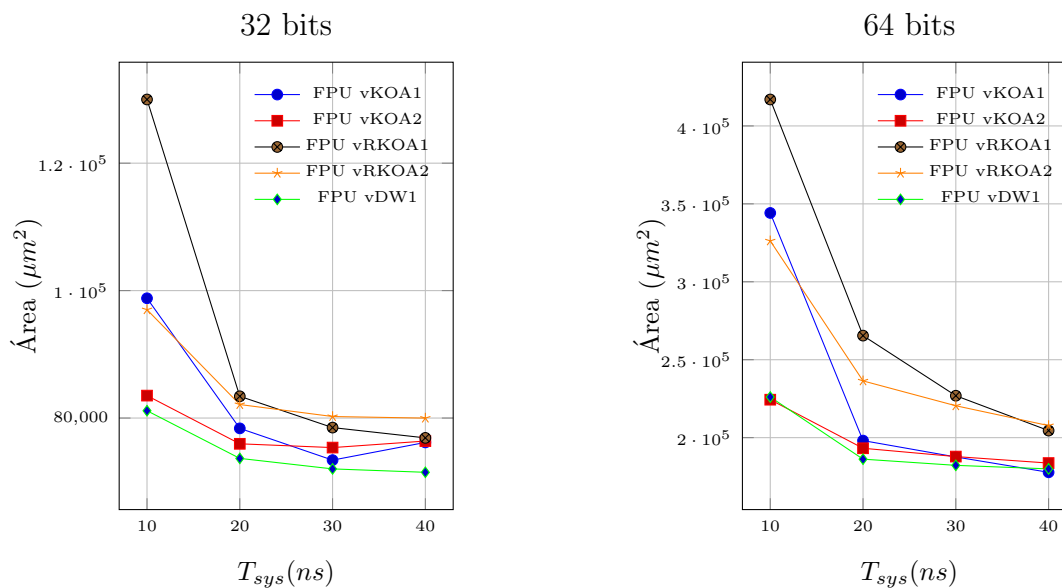 32 bits
FPU vKOA1
FPU vKOA2
FPU vRKOA1
FPU vRKOA2
FPU vDW1
1.2 · 10^5
1 · 10^5
80,000
Área (μm^2)
10 20 30 40
T_sys(ns)
64 bits
FPU vKOA1
FPU vKOA2
FPU vRKOA1
FPU vRKOA2
FPU vDW1
4 · 10^5
3.5 · 10^5
3 · 10^5
2.5 · 10^5
2 · 10^5
Área (μm^2)
10 20 30 40
T_sys(ns)